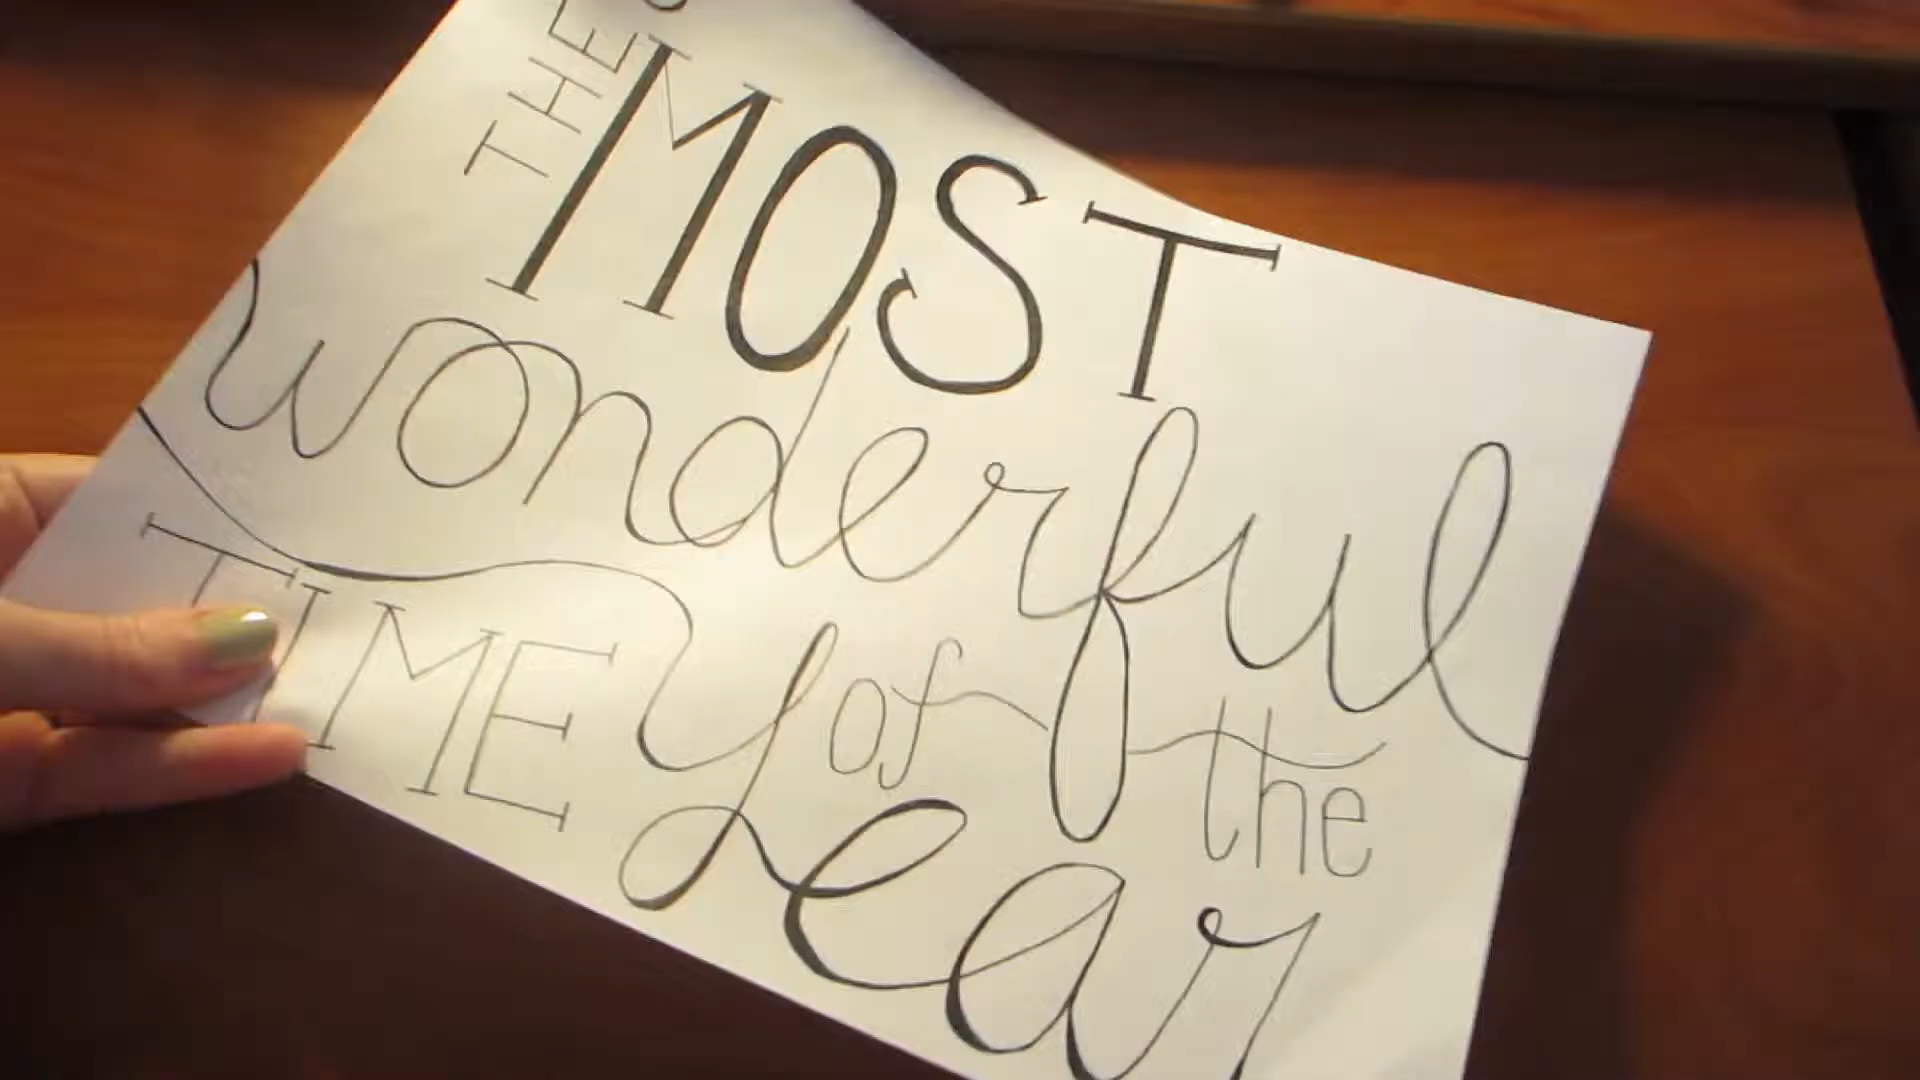 THE
MOST
wonderful
TIME of the
Year